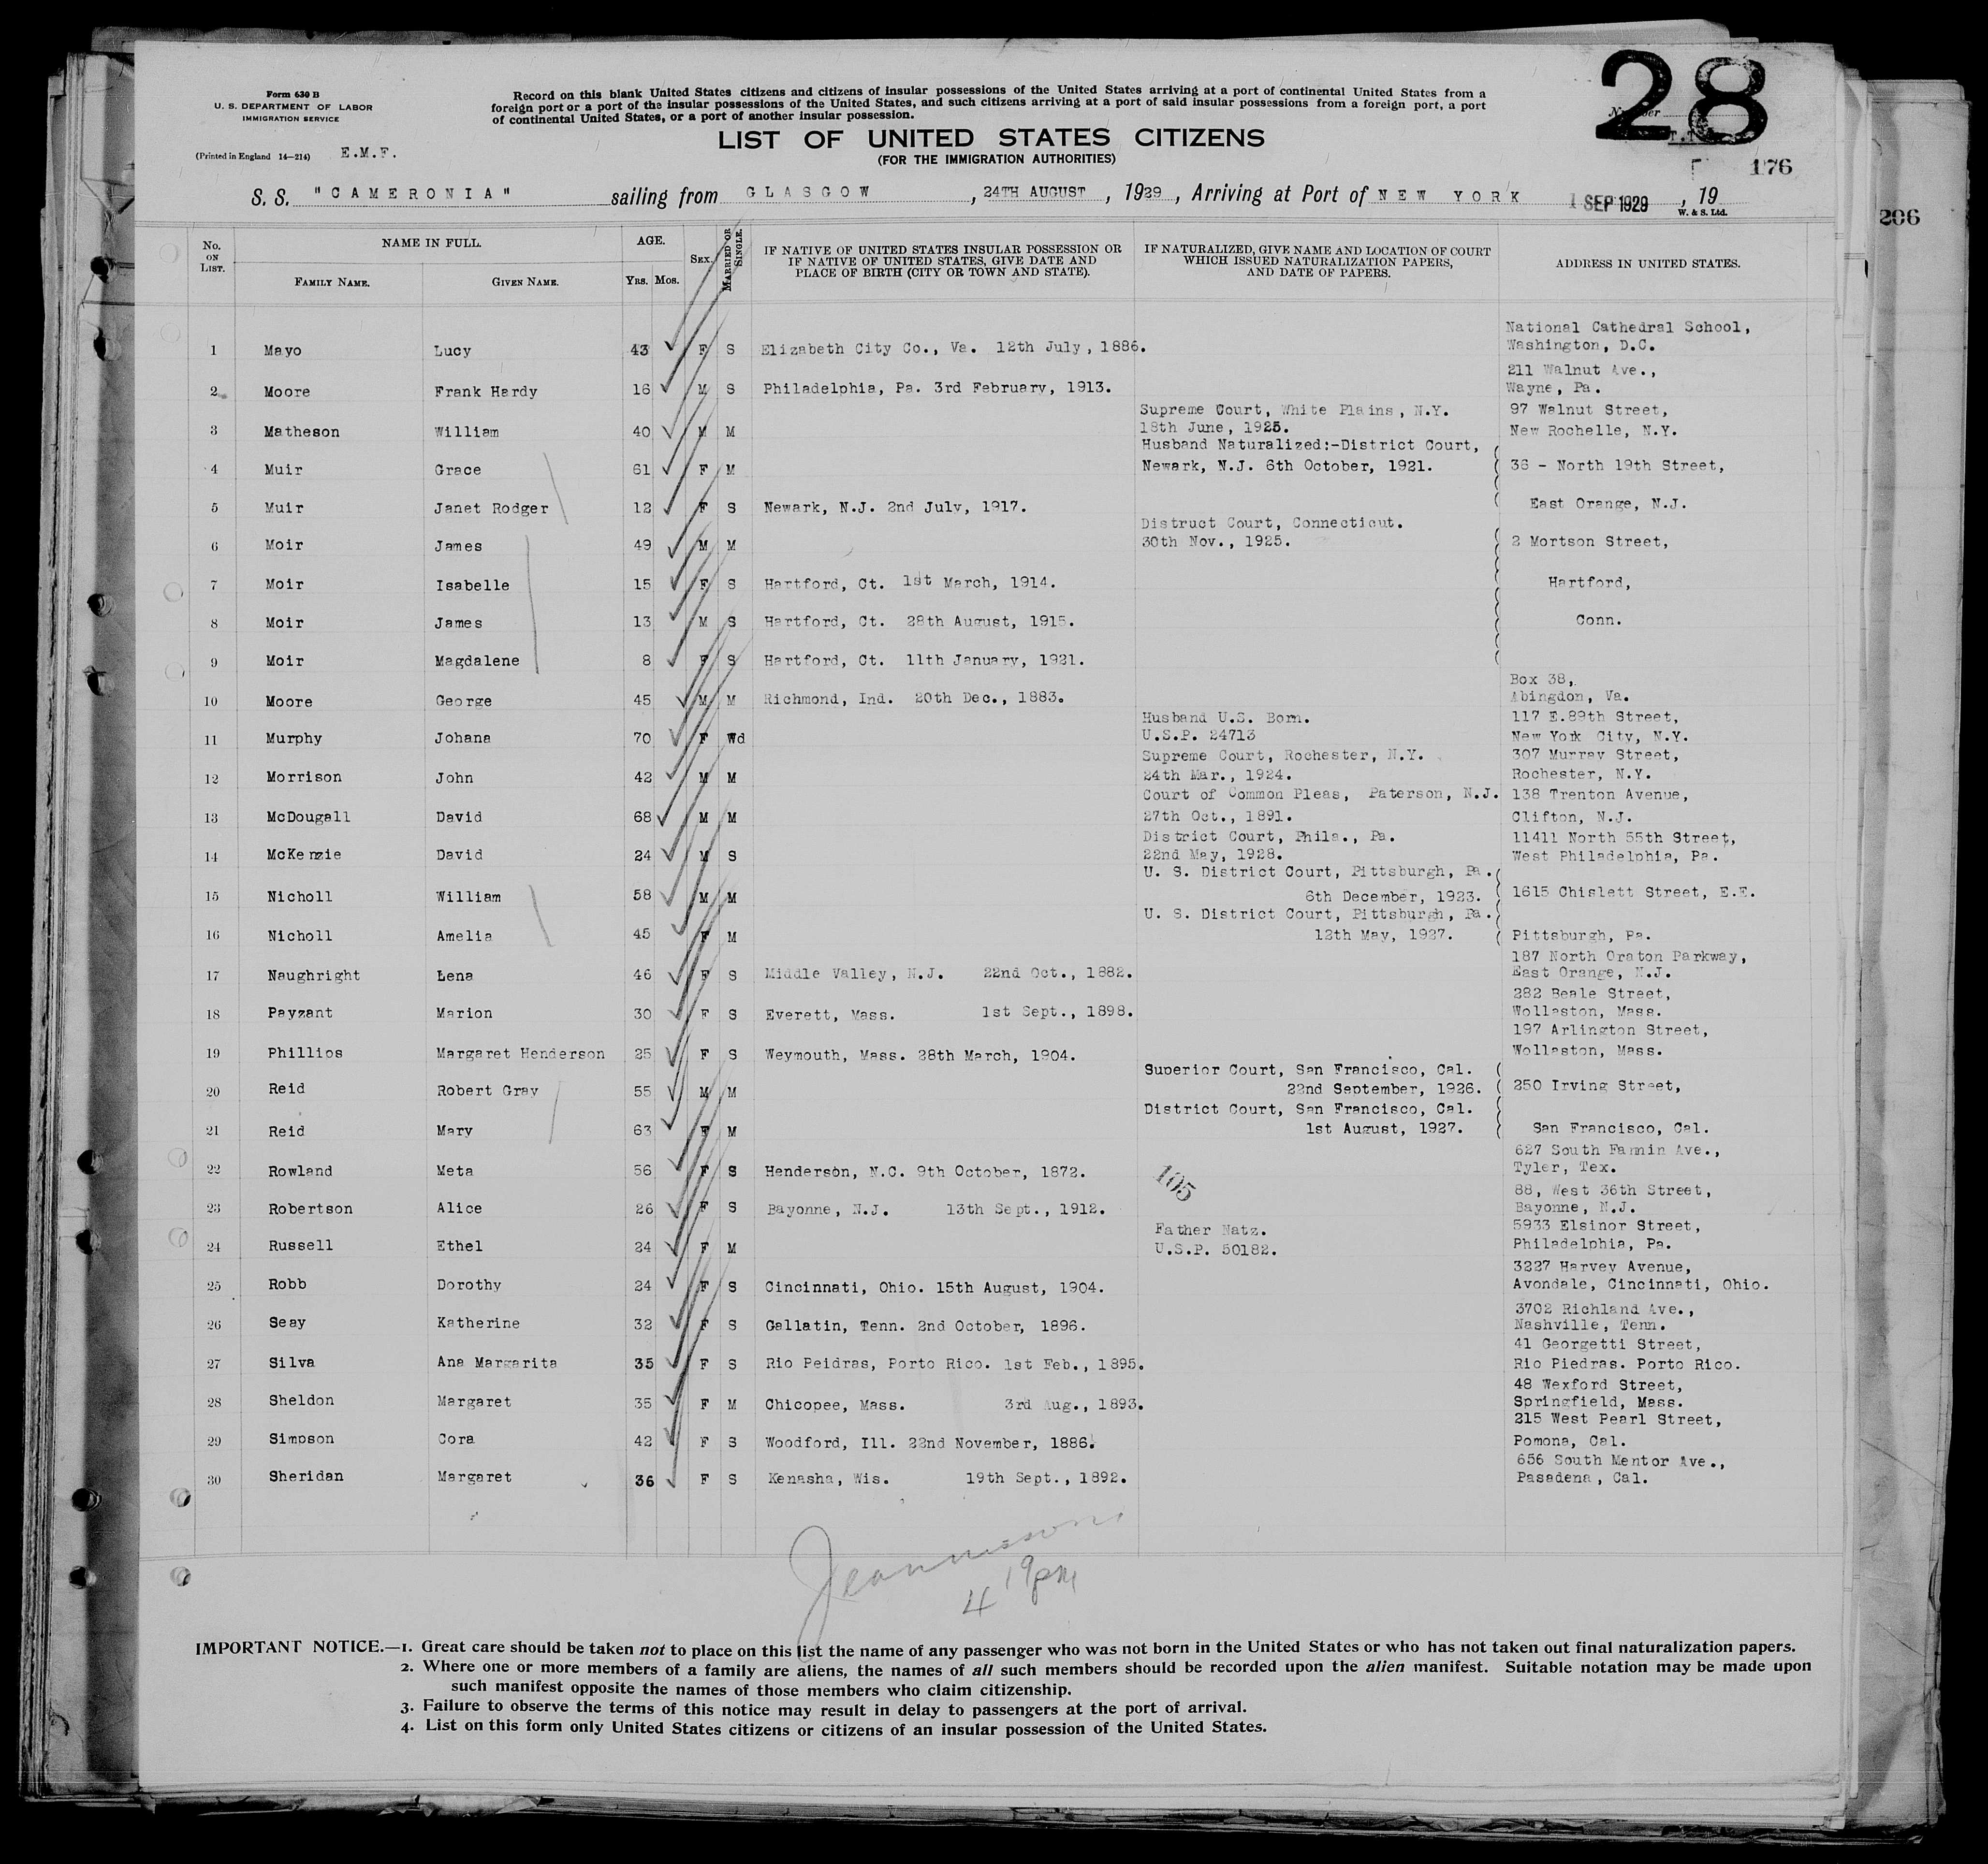 Form 630 B
U. S. DEPARTMENT OF LABOR
IMMIGRATION SERVICE
(Printed in England 14—214) E.M.F.
Record on this blank United States citizens and citizens of insular possessions of the United States arriving at a port of continental United States from a
foreign port or a port of the insular possessions of the United States, and such citizens arriving at a port of said insular possessions from a foreign port, a port
of continental United States, or a port of another insular possession.
LIST OF UNITED STATES CITIZENS
(FOR THE IMMIGRATION AUTHORITIES)
28
176
206
S. S. "CAMERONIA" sailing from GLASGOW, 24TH AUGUST, 1929, Arriving at Port of NEW YORK 1 SEP 1929, 19
W. & S. Ltd.
No. ON LIST. NAME IN FULL. AGE. SEX. MARRIED OR SINGLE. IF NATIVE OF UNITED STATES INSULAR POSSESSION OR IF NATIVE OF UNITED STATES, GIVE DATE AND PLACE OF BIRTH (CITY OR TOWN AND STATE). IF NATURALIZED, GIVE NAME AND LOCATION OF COURT WHICH ISSUED NATURALIZATION PAPERS, AND DATE OF PAPERS. ADDRESS IN UNITED STATES.
FAMILY NAME. GIVEN NAME. YRS. MOS.
1 Mayo Lucy 43 F S Elizabeth City Co., Va. 12th July, 1886. National Cathedral School, Washington, D.C.
2 Moore Frank Hardy 16 M S Philadelphia, Pa. 3rd February, 1913. 211 Walnut Ave., Wayne, Pa.
3 Matheson William 40 M M Supreme Court, White Plains, N.Y. 18th June, 1925. 97 Walnut Street, New Rochelle, N.Y.
4 Muir Grace 61 F M Husband Naturalized:-District Court, Newark, N.J. 6th October, 1921. 36 - North 19th Street,
5 Muir Janet Rodger 12 F S Newark, N.J. 2nd July, 1917. East Orange, N.J.
6 Moir James 49 M M Distruct Court, Connecticut. 30th Nov., 1925. 2 Mortson Street,
7 Moir Isabelle 15 F S Hartford, Ct. 1st March, 1914. Hartford,
8 Moir James 13 M S Hartford, Ct. 28th August, 1915. Conn.
9 Moir Magdalene 8 F S Hartford, Ct. 11th January, 1921.
10 Moore George 45 M M Richmond, Ind. 20th Dec., 1883. Box 38, Abingdon, Va.
11 Murphy Johana 70 F Wd Husband U.S. Born. U.S.P. 24713 117 E.89th Street, New York City, N.Y.
12 Morrison John 42 M M Supreme Court, Rochester, N.Y. 24th Mar., 1924. 307 Murray Street, Rochester, N.Y.
13 McDougall David 68 M M Court of Common Pleas, Paterson, N.J. 27th Oct., 1891. 138 Trenton Avenue, Clifton, N.J.
14 McKenzie David 24 M S District Court, Phila., Pa. 22nd May, 1928. 11411 North 55th Street, West Philadelphia, Pa.
15 Nicholl William 58 M M U. S. District Court, Pittsburgh, Pa. 6th December, 1923. 1615 Chislett Street, E.E.
16 Nicholl Amelia 45 F M U. S. District Court, Pittsburgh, Pa. 12th May, 1927. Pittsburgh, Pa.
17 Naughright Lena 46 F S Middle Valley, N.J. 22nd Oct., 1882. 187 North Oraton Parkway, East Orange, N.J.
18 Payzant Marion 30 F S Everett, Mass. 1st Sept., 1898. 282 Beale Street, Wollaston, Mass.
19 Phillios Margaret Henderson 25 F S Weymouth, Mass. 28th March, 1904. 197 Arlington Street, Wollaston, Mass.
20 Reid Robert Gray 55 M M Superior Court, San Francisco, Cal. 22nd September, 1926. 250 Irving Street,
21 Reid Mary 63 F M District Court, San Francisco, Cal. 1st August, 1927. San Francisco, Cal.
22 Rowland Meta 56 F S Henderson, N.C. 9th October, 1872. 627 South Fannin Ave., Tyler, Tex.
105
23 Robertson Alice 26 F S Bayonne, N.J. 13th Sept., 1912. 88, West 36th Street, Bayonne, N.J.
24 Russell Ethel 24 F M Father Natz. U.S.P. 50182. 5933 Elsinor Street, Philadelphia, Pa.
25 Robb Dorothy 24 F S Cincinnati, Ohio. 15th August, 1904. 3227 Harvey Avenue, Avondale, Cincinnati, Ohio.
26 Seay Katherine 32 F S Gallatin, Tenn. 2nd October, 1896. 3702 Richland Ave., Nashville, Tenn.
27 Silva Ana Margarita 35 F S Rio Peidras, Porto Rico. 1st Feb., 1895. 41 Georgetti Street, Rio Piedras. Porto Rico.
28 Sheldon Margaret 35 F M Chicopee, Mass. 3rd Aug., 1893. 48 Wexford Street, Springfield, Mass.
29 Simpson Cora 42 F S Woodford, Ill. 22nd November, 1886. 215 West Pearl Street, Pomona, Cal.
30 Sheridan Margaret 36 F S Kenasha, Wis. 19th Sept., 1892. 656 South Mentor Ave., Pasadena, Cal.
IMPORTANT NOTICE.—1. Great care should be taken not to place on this list the name of any passenger who was not born in the United States or who has not taken out final naturalization papers.
2. Where one or more members of a family are aliens, the names of all such members should be recorded upon the alien manifest. Suitable notation may be made upon
such manifest opposite the names of those members who claim citizenship.
3. Failure to observe the terms of this notice may result in delay to passengers at the port of arrival.
4. List on this form only United States citizens or citizens of an insular possession of the United States.